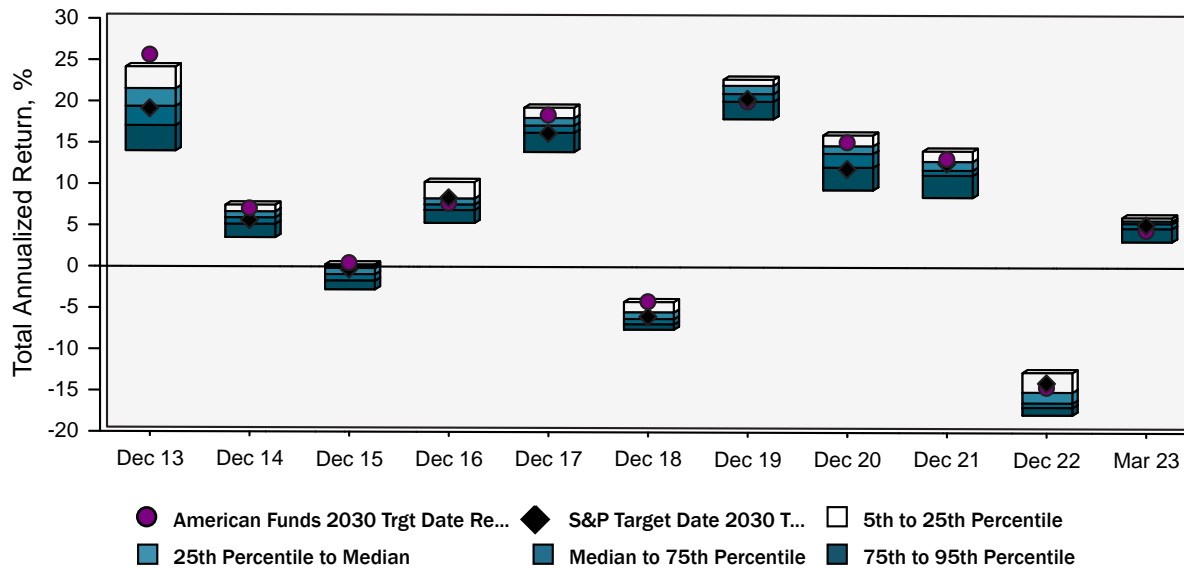 Total Annualized Return, %
30
25
20
15
10
5
0
-5
-10
-15
-20
Dec 13 Dec 14 Dec 15 Dec 16 Dec 17 Dec 18 Dec 19 Dec 20 Dec 21 Dec 22 Mar 23
American Funds 2030 Trgt Date Re... S&P Target Date 2030 T... 5th to 25th Percentile
25th Percentile to Median Median to 75th Percentile 75th to 95th Percentile